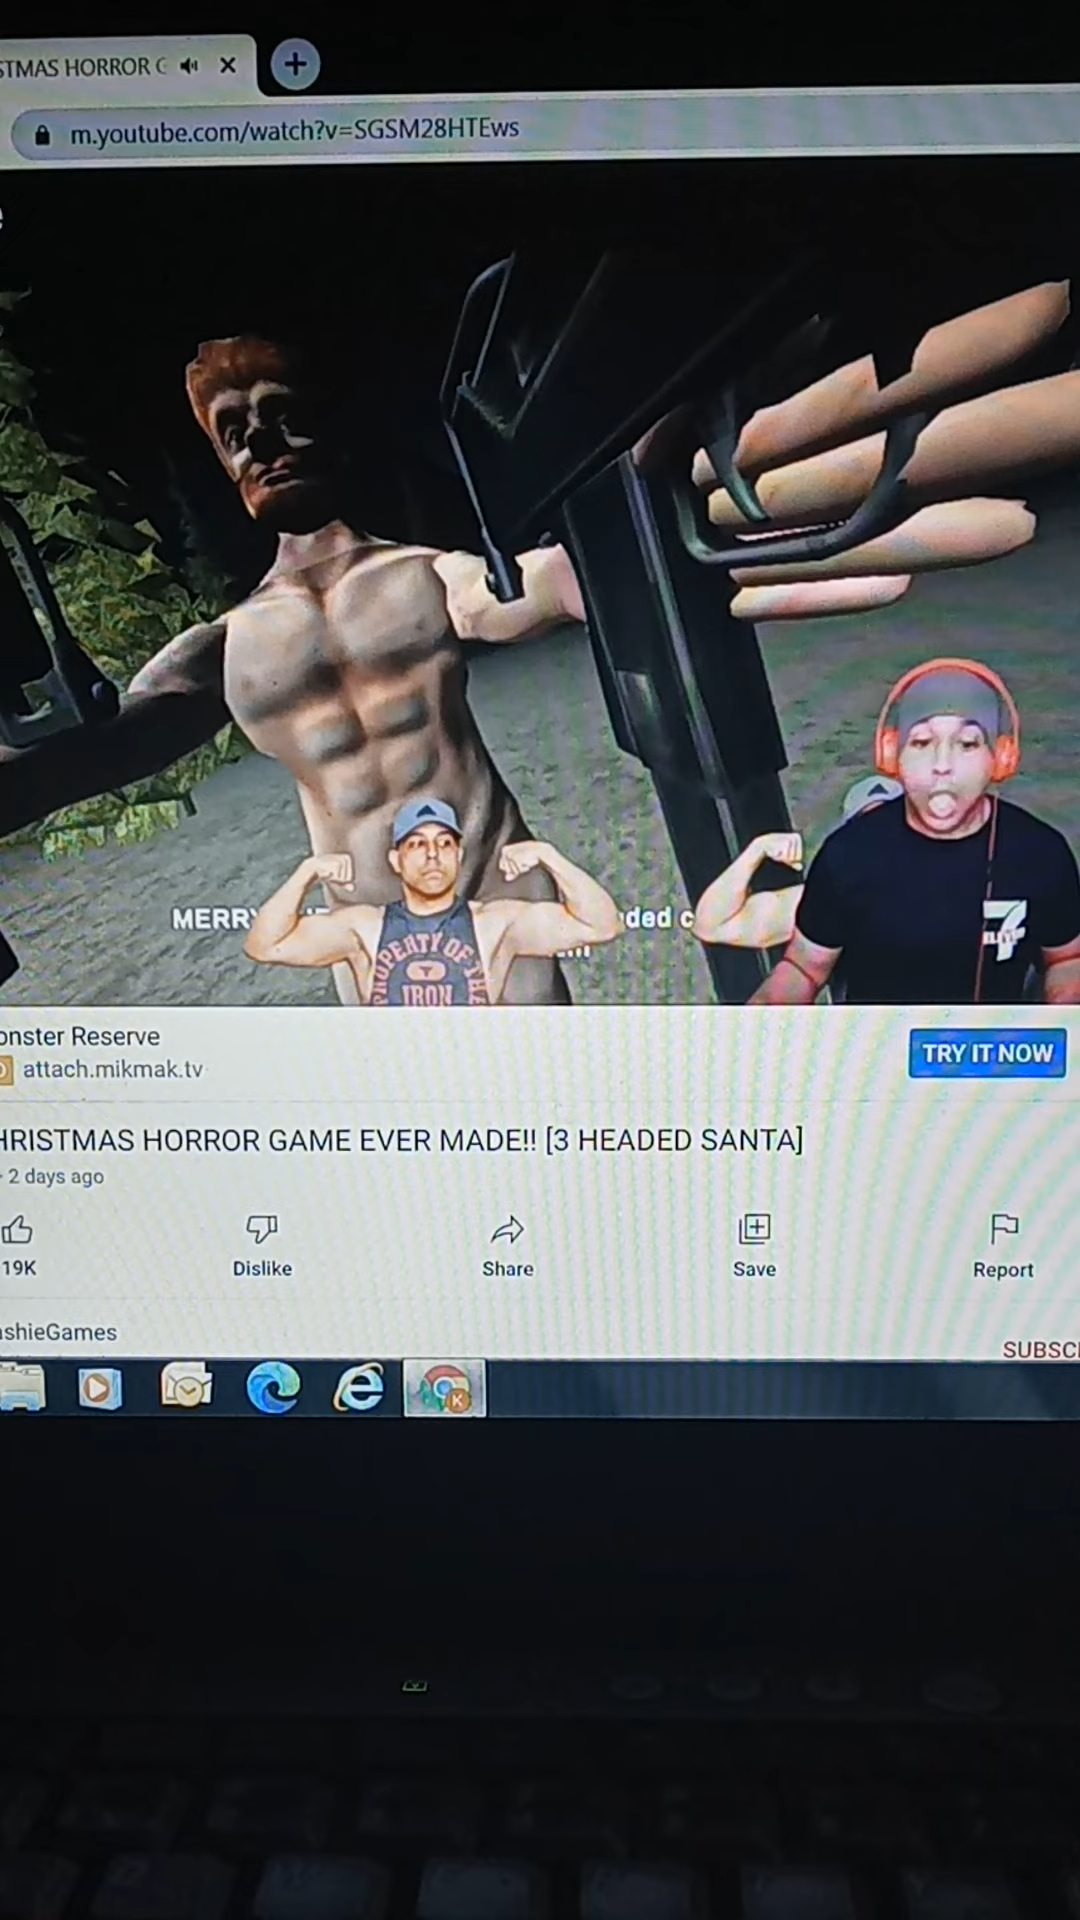 STMAS HORROR
m.youtube.com/watch?v=SGSM28HTEws
MERRY
ded c
PROPERTY OF THE
IRON
7
onster Reserve
attach.mikmak.tv
TRY IT NOW
HRISTMAS HORROR GAME EVER MADE!! [3 HEADED SANTA]
2 days ago
19K
Dislike
Share
Save
Report
shieGames
SUBSC
K